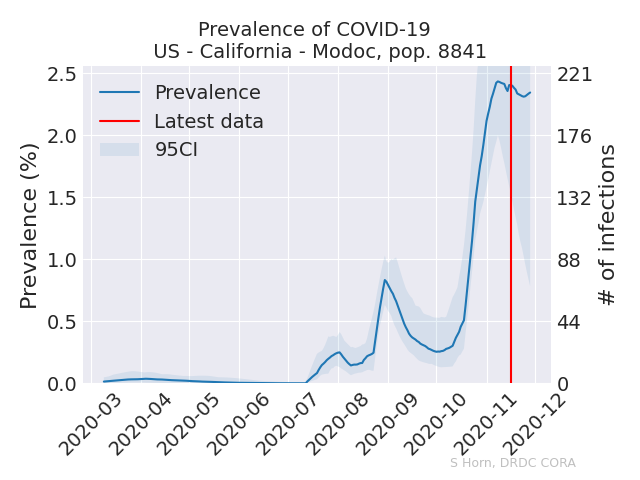 Prevalence of COVID-19
US - California - Modoc, pop. 8841
2.5
2.0
1.5
1.0
0.5
0.0
Prevalence (%)
Prevalence
Latest data
95CI
221
176
132
88
44
0
# of infections
2020-03
2020-04
2020-05
2020-06
2020-07
2020-08
2020-09
2020-10
2020-11
2020-12
S Horn, DRDC CORA